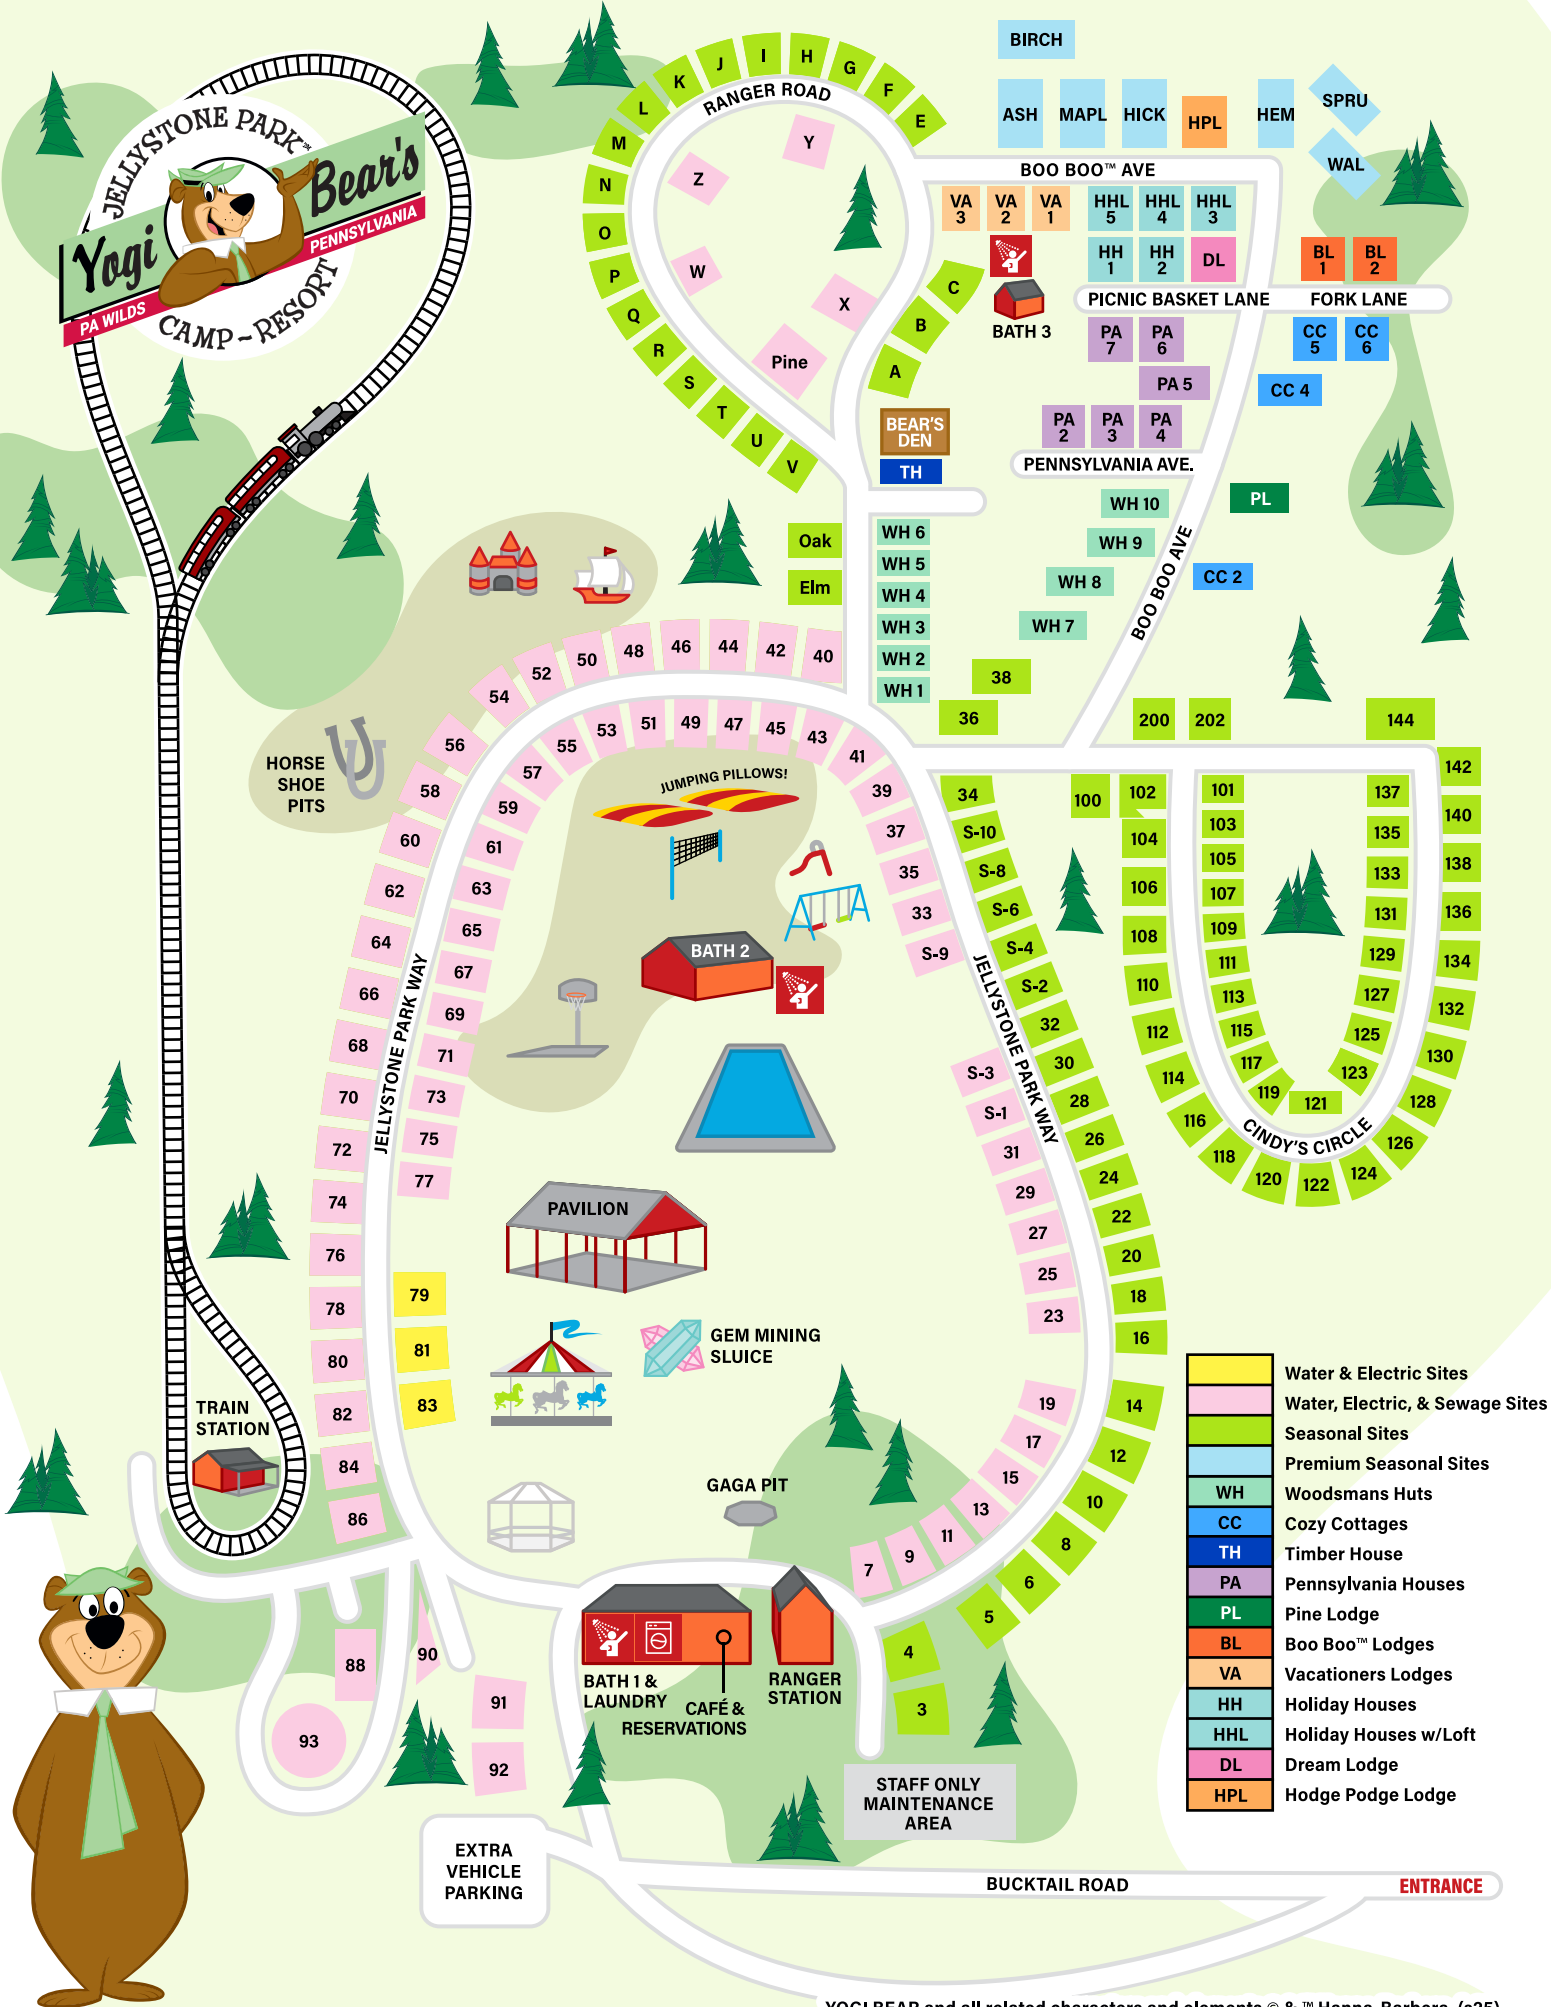 JELLYSTONE PARK™
Yogi Bear's
PA WILDS
PENNSYLVANIA
CAMP~RESORT
RANGER ROAD
L
K
J
I
H
G
F
E
M
N
O
P
Q
R
S
T
U
V
Y
Z
W
X
Pine
C
B
A
BIRCH
ASH
MAPL
HICK
HPL
HEM
SPRU
WAL
BOO BOO™ AVE
VA 3
VA 2
VA 1
HHL 5
HHL 4
HHL 3
HH 1
HH 2
DL
BL 1
BL 2
BATH 3
PICNIC BASKET LANE
FORK LANE
PA 7
PA 6
CC 5
CC 6
PA 5
CC 4
PA 2
PA 3
PA 4
PENNSYLVANIA AVE.
BEAR'S
DEN
TH
WH 10
PL
WH 9
WH 8
CC 2
WH 7
BOO BOO AVE
Oak
Elm
WH 6
WH 5
WH 4
WH 3
WH 2
WH 1
38
36
200
202
144
54
52
50
48
46
44
42
40
HORSE
SHOE
PITS
56
58
60
62
64
66
68
70
72
74
76
78
80
82
84
86
55
53
51
49
47
45
43
41
57
59
61
63
65
67
69
71
73
75
77
79
81
83
39
37
35
33
S-9
JUMPING PILLOWS!
BATH 2
JELLYSTONE PARK WAY
JELLYSTONE PARK WAY
34
S-10
S-8
S-6
S-4
S-2
32
30
28
26
24
22
20
18
16
14
12
10
8
6
5
4
3
S-3
S-1
31
29
27
25
23
19
17
15
13
11
9
7
100
102
104
106
108
110
112
114
116
118
120
122
124
126
128
130
132
134
136
138
140
142
101
103
105
107
109
111
113
115
117
119
121
123
125
127
129
131
133
135
137
CINDY'S CIRCLE
PAVILION
GEM MINING
SLUICE
GAGA PIT
TRAIN
STATION
88
90
91
92
93
BATH 1 &
LAUNDRY
CAFÉ &
RESERVATIONS
RANGER
STATION
STAFF ONLY
MAINTENANCE
AREA
EXTRA
VEHICLE
PARKING
BUCKTAIL ROAD
ENTRANCE
Water & Electric Sites
Water, Electric, & Sewage Sites
Seasonal Sites
Premium Seasonal Sites
WH Woodsmans Huts
CC Cozy Cottages
TH Timber House
PA Pennsylvania Houses
PL Pine Lodge
BL Boo Boo™ Lodges
VA Vacationers Lodges
HH Holiday Houses
HHL Holiday Houses w/Loft
DL Dream Lodge
HPL Hodge Podge Lodge
YOGI BEAR and all related characters and elements © & ™ Hanna-Barbera. (s25)